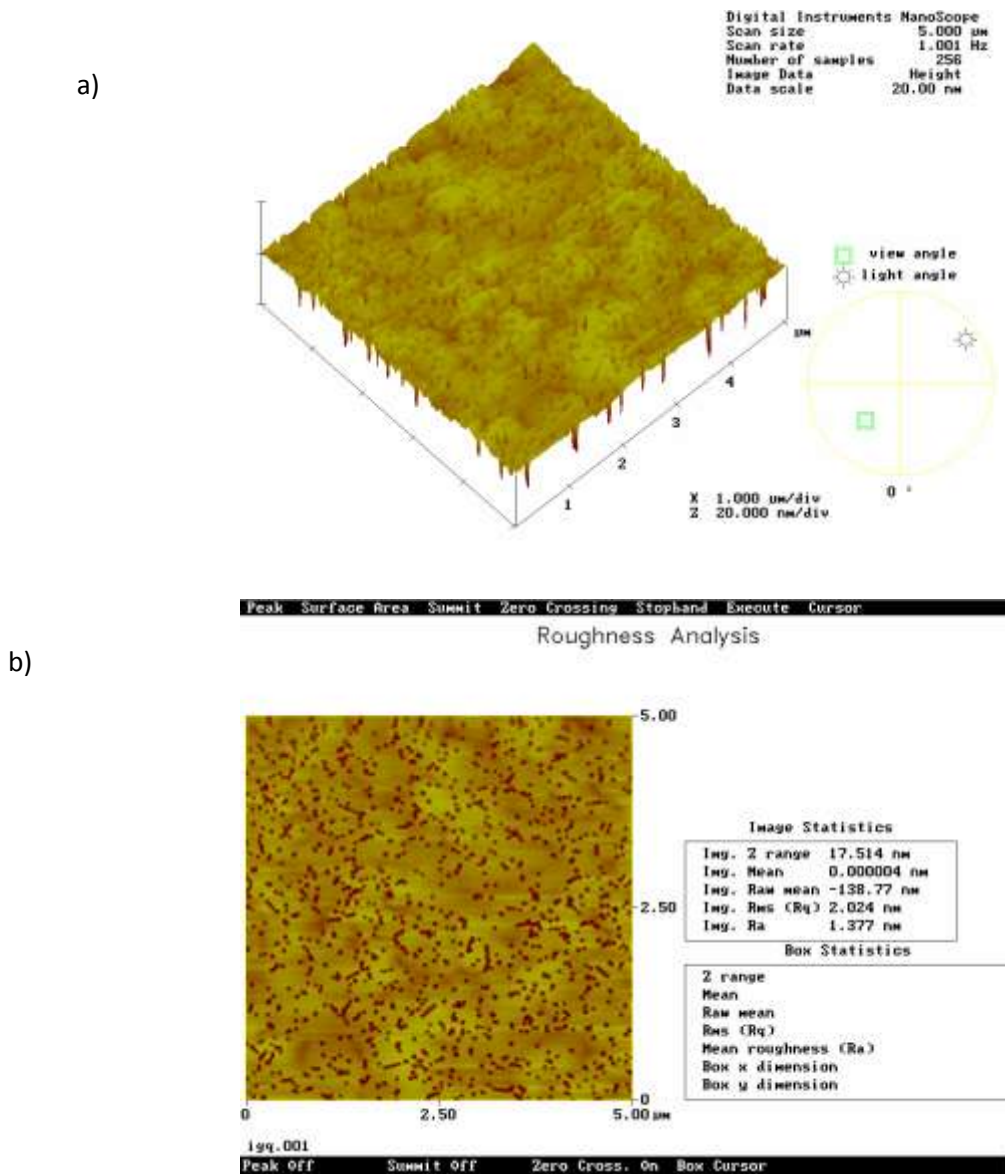 a)
Digital Instruments NanoScope
Scan size 5.000 µm
Scan rate 1.001 Hz
Number of samples 256
Image Data Height
Data scale 20.00 nm
view angle
light angle
µm
4
3
2
1
0 °
X 1.000 µm/div
Z 20.000 nm/div
b)
Peak Surface Area Summit Zero Crossing Stopband Execute Cursor
Roughness Analysis
5.00
2.50
0
0 2.50 5.00 µm
Image Statistics
Img. Z range 17.514 nm
Img. Mean 0.000004 nm
Img. Raw mean -138.77 nm
Img. Rms (Rq) 2.024 nm
Img. Ra 1.377 nm
Box Statistics
Z range
Mean
Raw mean
Rms (Rq)
Mean roughness (Ra)
Box x dimension
Box y dimension
igq.001
Peak Off Summit Off Zero Cross. On Box Cursor